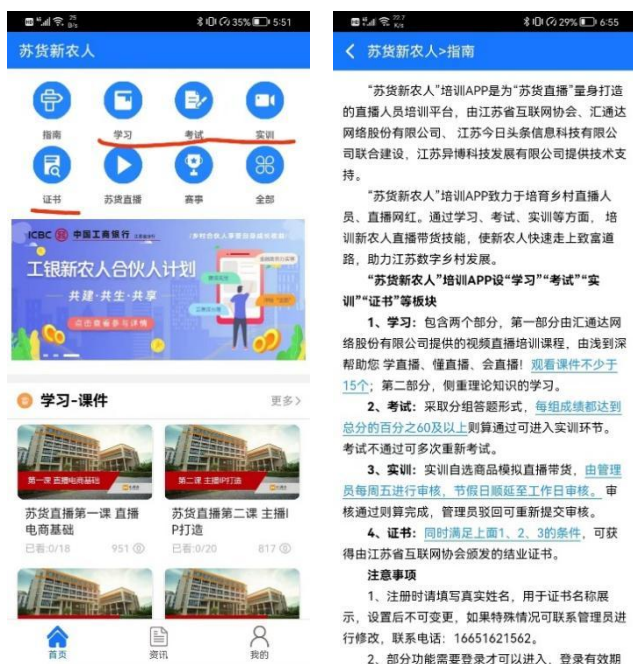 25 B/s
35%
5:51
苏货新农人
指南
学习
考试
实训
证书
苏货直播
赛事
全部
ICBC 中国工商银行
工银新农人合伙人计划
共建·共生·共享
点击查看参与详情
学习-课件
更多>
第一课 直播电商基础
第二课 主播IP打造
苏货直播第一课 直播
电商基础
已看:0/18
951
苏货直播第二课 主播I
P打造
已看:0/20
817
首页
资讯
我的
22.7 K/s
29%
6:55
苏货新农人>指南
“苏货新农人”培训APP是为“苏货直播”量身打造
的直播人员培训平台，由江苏省互联网协会、汇通达
网络股份有限公司、 江苏今日头条信息科技有限公
司联合建设，江苏异博科技发展有限公司提供技术支
持。
“苏货新农人”培训APP致力于培育乡村直播人
员、直播网红。通过学习、考试、实训等方面， 培
训新农人直播带货技能，使新农人快速走上致富道
路，助力江苏数字乡村发展。
“苏货新农人”培训APP设“学习”“考试”“实
训”“证书”等板块
1、学习：包含两个部分，第一部分由汇通达网
络股份有限公司提供的视频直播培训课程，由浅到深
帮助您 学直播、懂直播、会直播！观看课件不少于
15个；第二部分，侧重理论知识的学习。
2、考试：采取分组答题形式，每组成绩都达到
总分的百分之60及以上则算通过可进入实训环节。
考试不通过可多次重新考试。
3、实训：实训自选商品模拟直播带货，由管理
员每周五进行审核，节假日顺延至工作日审核。 审
核通过则算完成，管理员驳回可重新提交审核。
4、证书：同时满足上面1、2、3的条件，可获
得由江苏省互联网协会颁发的结业证书。
注意事项
1、注册时请填写真实姓名，用于证书名称展
示，设置后不可变更，如果特殊情况可联系管理员进
行修改，联系电话：16651621562。
2、部分功能需要登录才可以进入，登录有效期